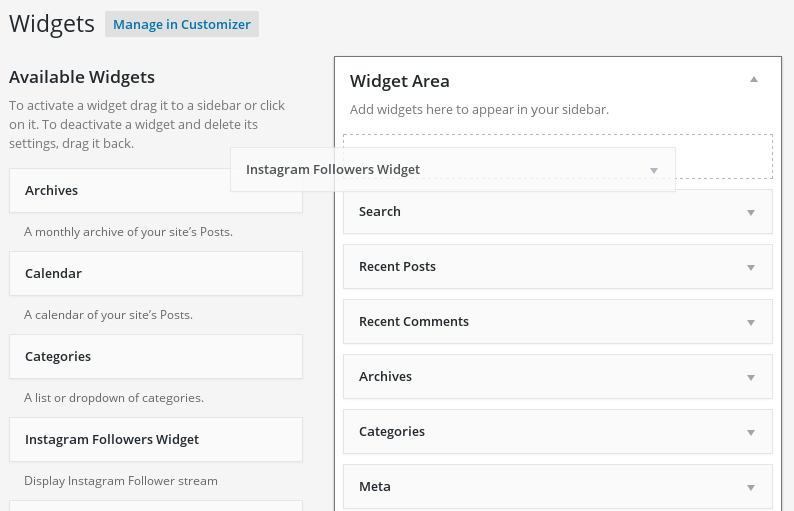 Widgets
Manage in Customizer
Available Widgets
To activate a widget drag it to a sidebar or click
on it. To deactivate a widget and delete its
settings, drag it back.
Archives
A monthly archive of your site's Posts.
Calendar
A calendar of your site's Posts.
Categories
A list or dropdown of categories.
Instagram Followers Widget
Display Instagram Follower stream
Widget Area
Add widgets here to appear in your sidebar.
Instagram Followers Widget
Search
Recent Posts
Recent Comments
Archives
Categories
Meta